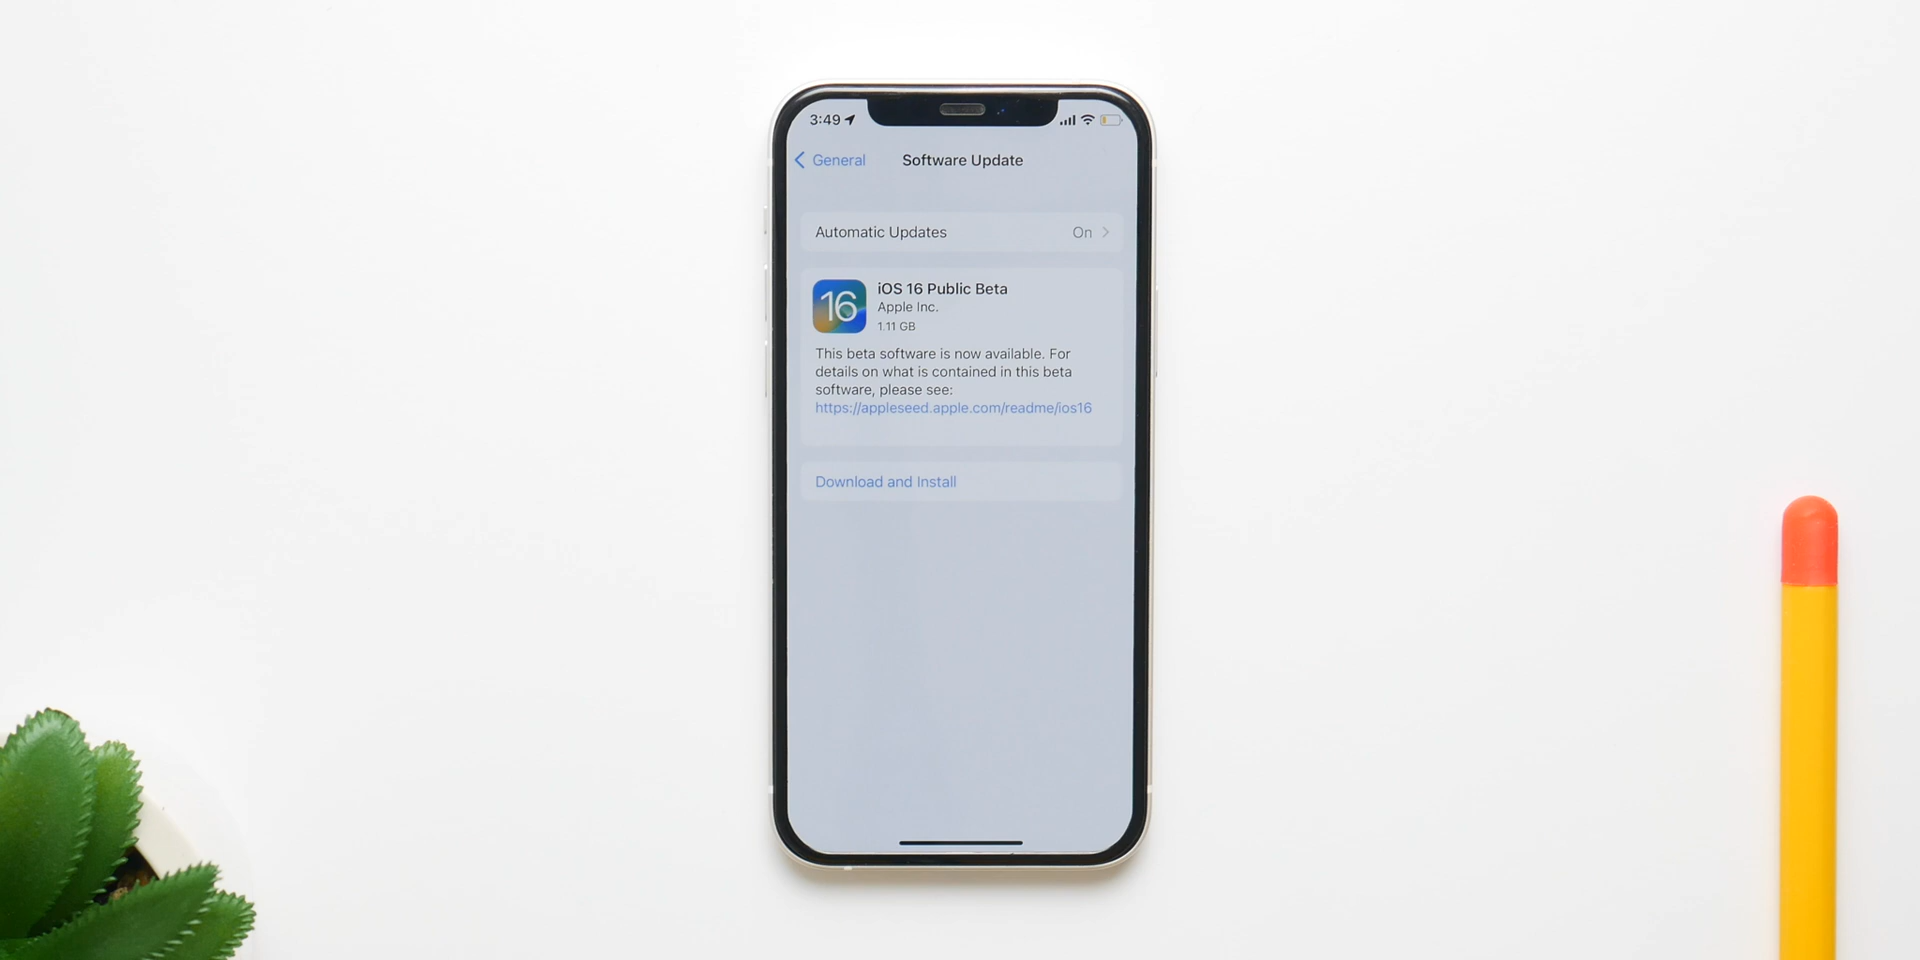 3:49
General
Software Update
Automatic Updates On
16
iOS 16 Public Beta
Apple Inc.
1.11 GB
This beta software is now available. For
details on what is contained in this beta
software, please see:
https://appleseed.apple.com/readme/ios16
Download and Install